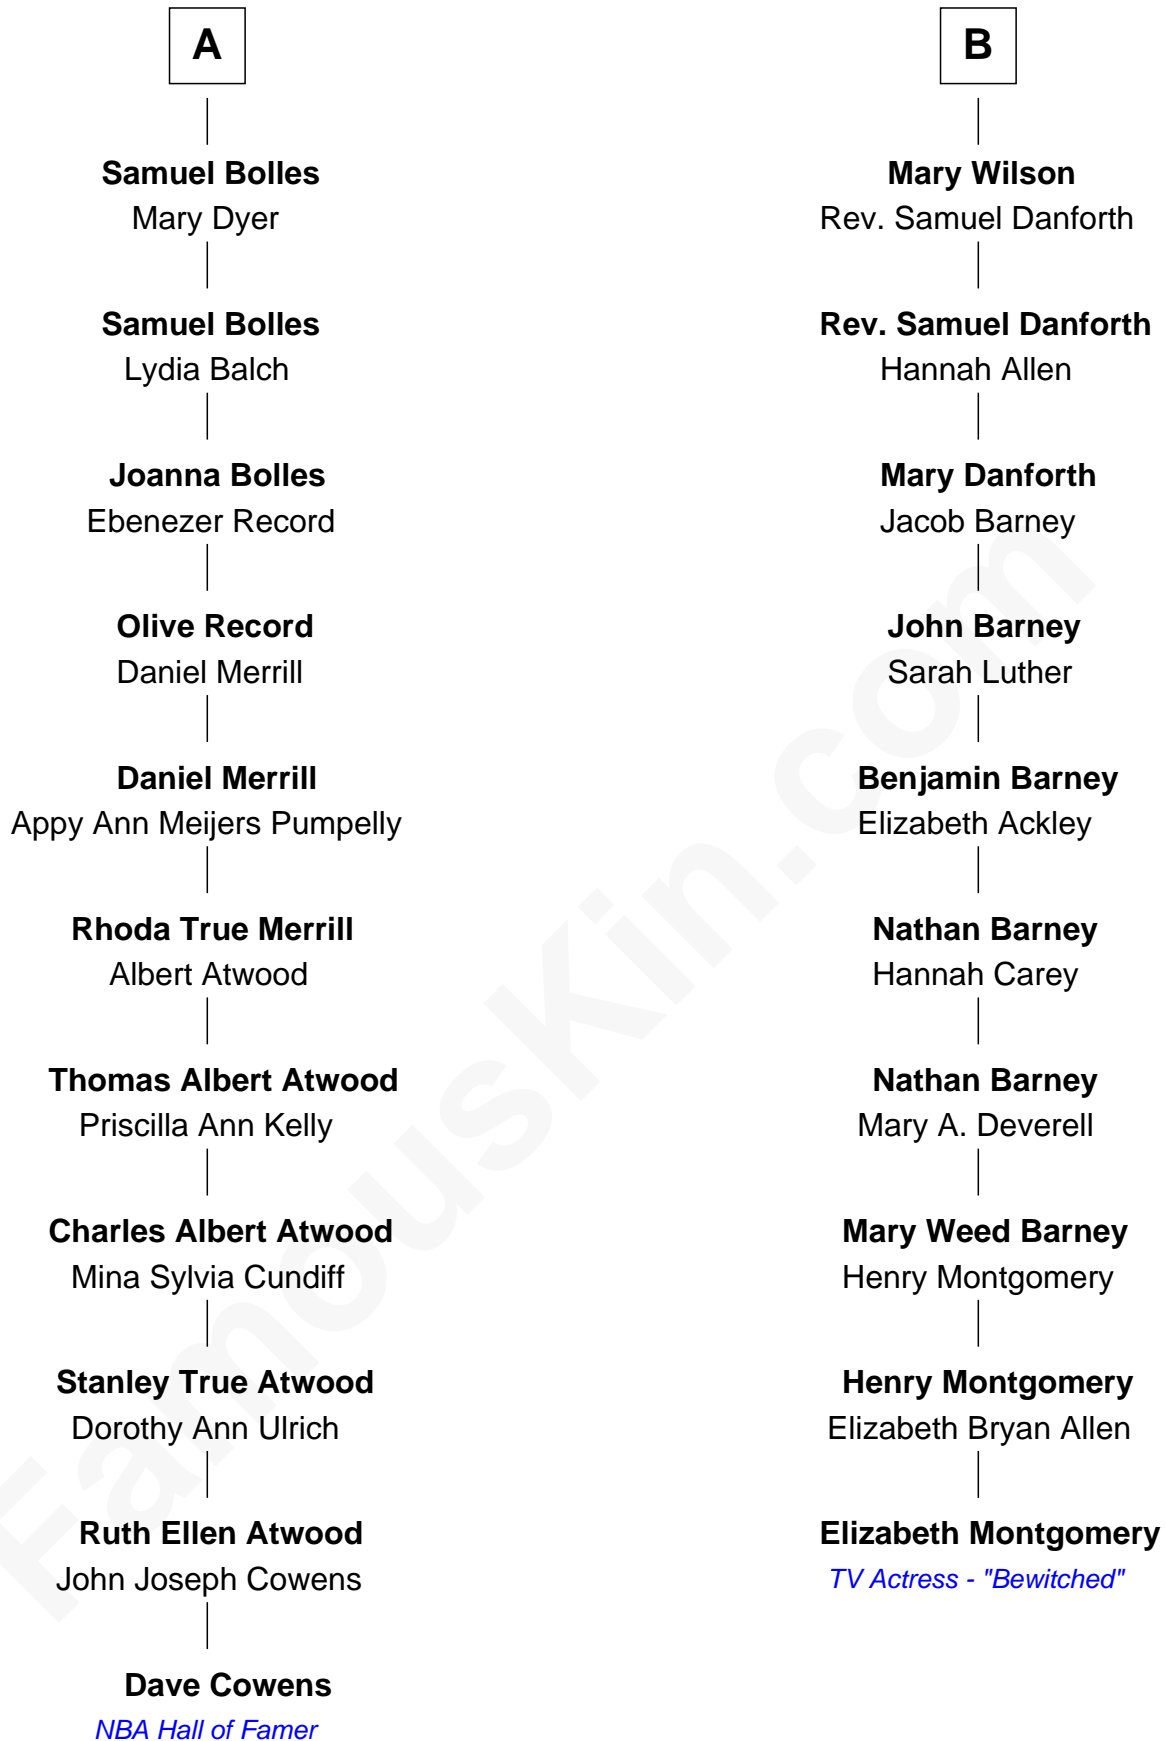 A
Samuel Bolles
Mary Dyer
Samuel Bolles
Lydia Balch
Joanna Bolles
Ebenezer Record
Olive Record
Daniel Merrill
Daniel Merrill
Appy Ann Meijers Pumpelly
Rhoda True Merrill
Albert Atwood
Thomas Albert Atwood
Priscilla Ann Kelly
Charles Albert Atwood
Mina Sylvia Cundiff
Stanley True Atwood
Dorothy Ann Ulrich
Ruth Ellen Atwood
John Joseph Cowens
Dave Cowens
NBA Hall of Famer
B
Mary Wilson
Rev. Samuel Danforth
Rev. Samuel Danforth
Hannah Allen
Mary Danforth
Jacob Barney
John Barney
Sarah Luther
Benjamin Barney
Elizabeth Ackley
Nathan Barney
Hannah Carey
Nathan Barney
Mary A. Deverell
Mary Weed Barney
Henry Montgomery
Henry Montgomery
Elizabeth Bryan Allen
Elizabeth Montgomery
TV Actress - "Bewitched"
FamousKin.com